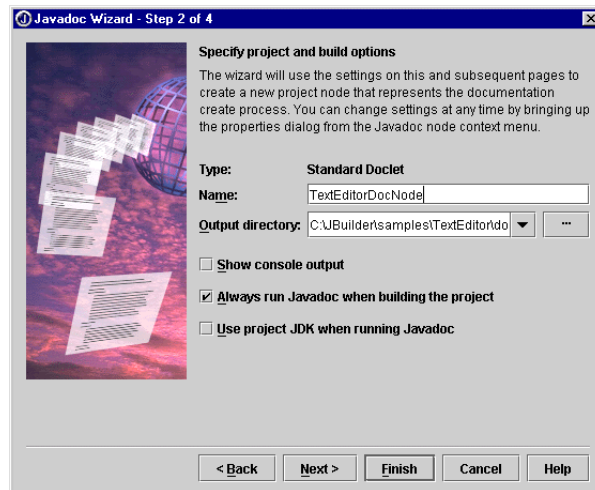 Javadoc Wizard - Step 2 of 4
Specify project and build options
The wizard will use the settings on this and subsequent pages to
create a new project node that represents the documentation
create process. You can change settings at any time by bringing up
the properties dialog from the Javadoc node context menu.
Type: Standard Doclet
Name: TextEditorDocNode
Output directory: C:\JBuilder\samples\TextEditor\do ...
Show console output
Always run Javadoc when building the project
Use project JDK when running Javadoc
< Back Next > Finish Cancel Help